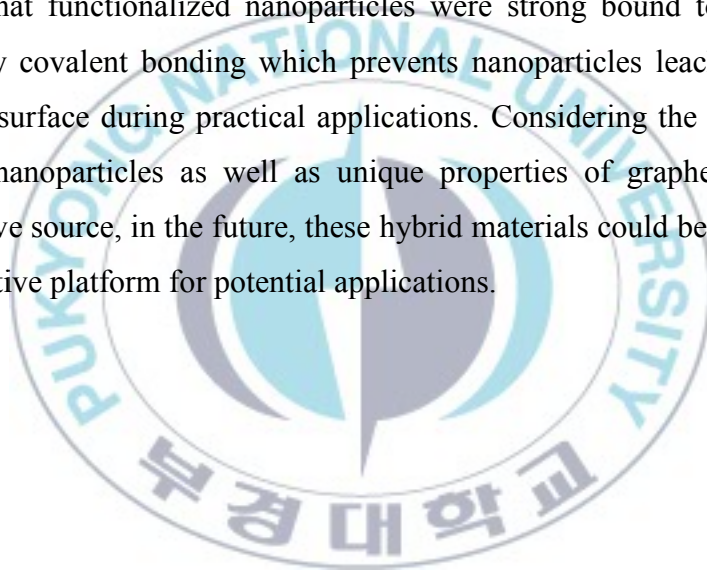 hat functionalized nanoparticles were strong bound to
y covalent bonding which prevents nanoparticles leac
surface during practical applications. Considering the
nanoparticles as well as unique properties of graphe
ve source, in the future, these hybrid materials could be
tive platform for potential applications.
PUKYONG NATIONAL UNIVERSITY
부경대학교